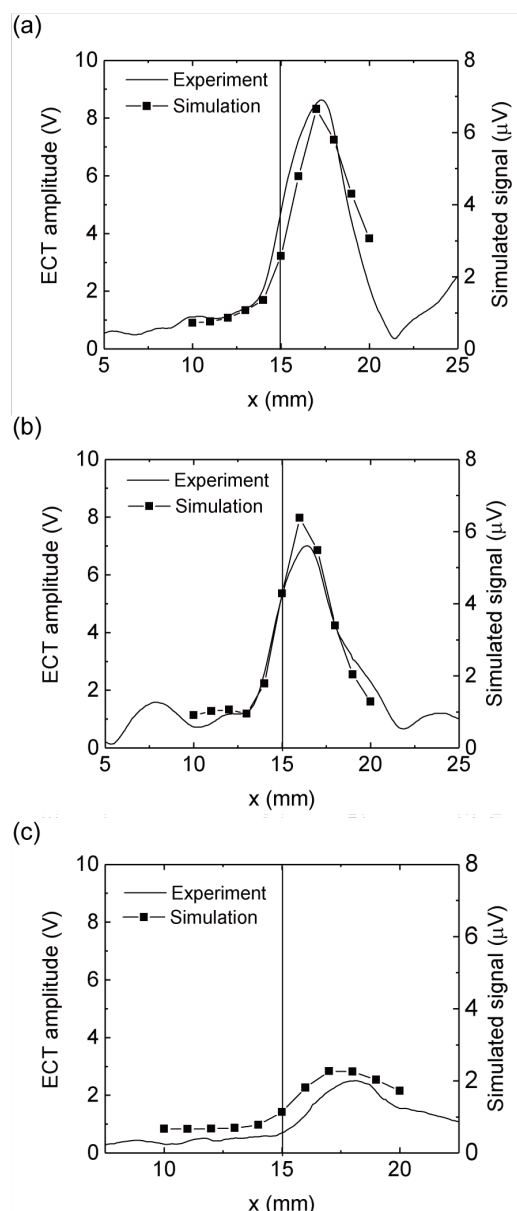 (a)
Experiment
Simulation
ECT amplitude (V)
Simulated signal (μV)
10
8
6
4
2
0
8
6
4
2
0
5 10 15 20 25
x (mm)
(b)
Experiment
Simulation
ECT amplitude (V)
Simulated signal (μV)
10
8
6
4
2
0
8
6
4
2
0
5 10 15 20 25
x (mm)
(c)
Experiment
Simulation
ECT amplitude (V)
Simulated signal (μV)
10
8
6
4
2
0
8
6
4
2
0
10 15 20
x (mm)